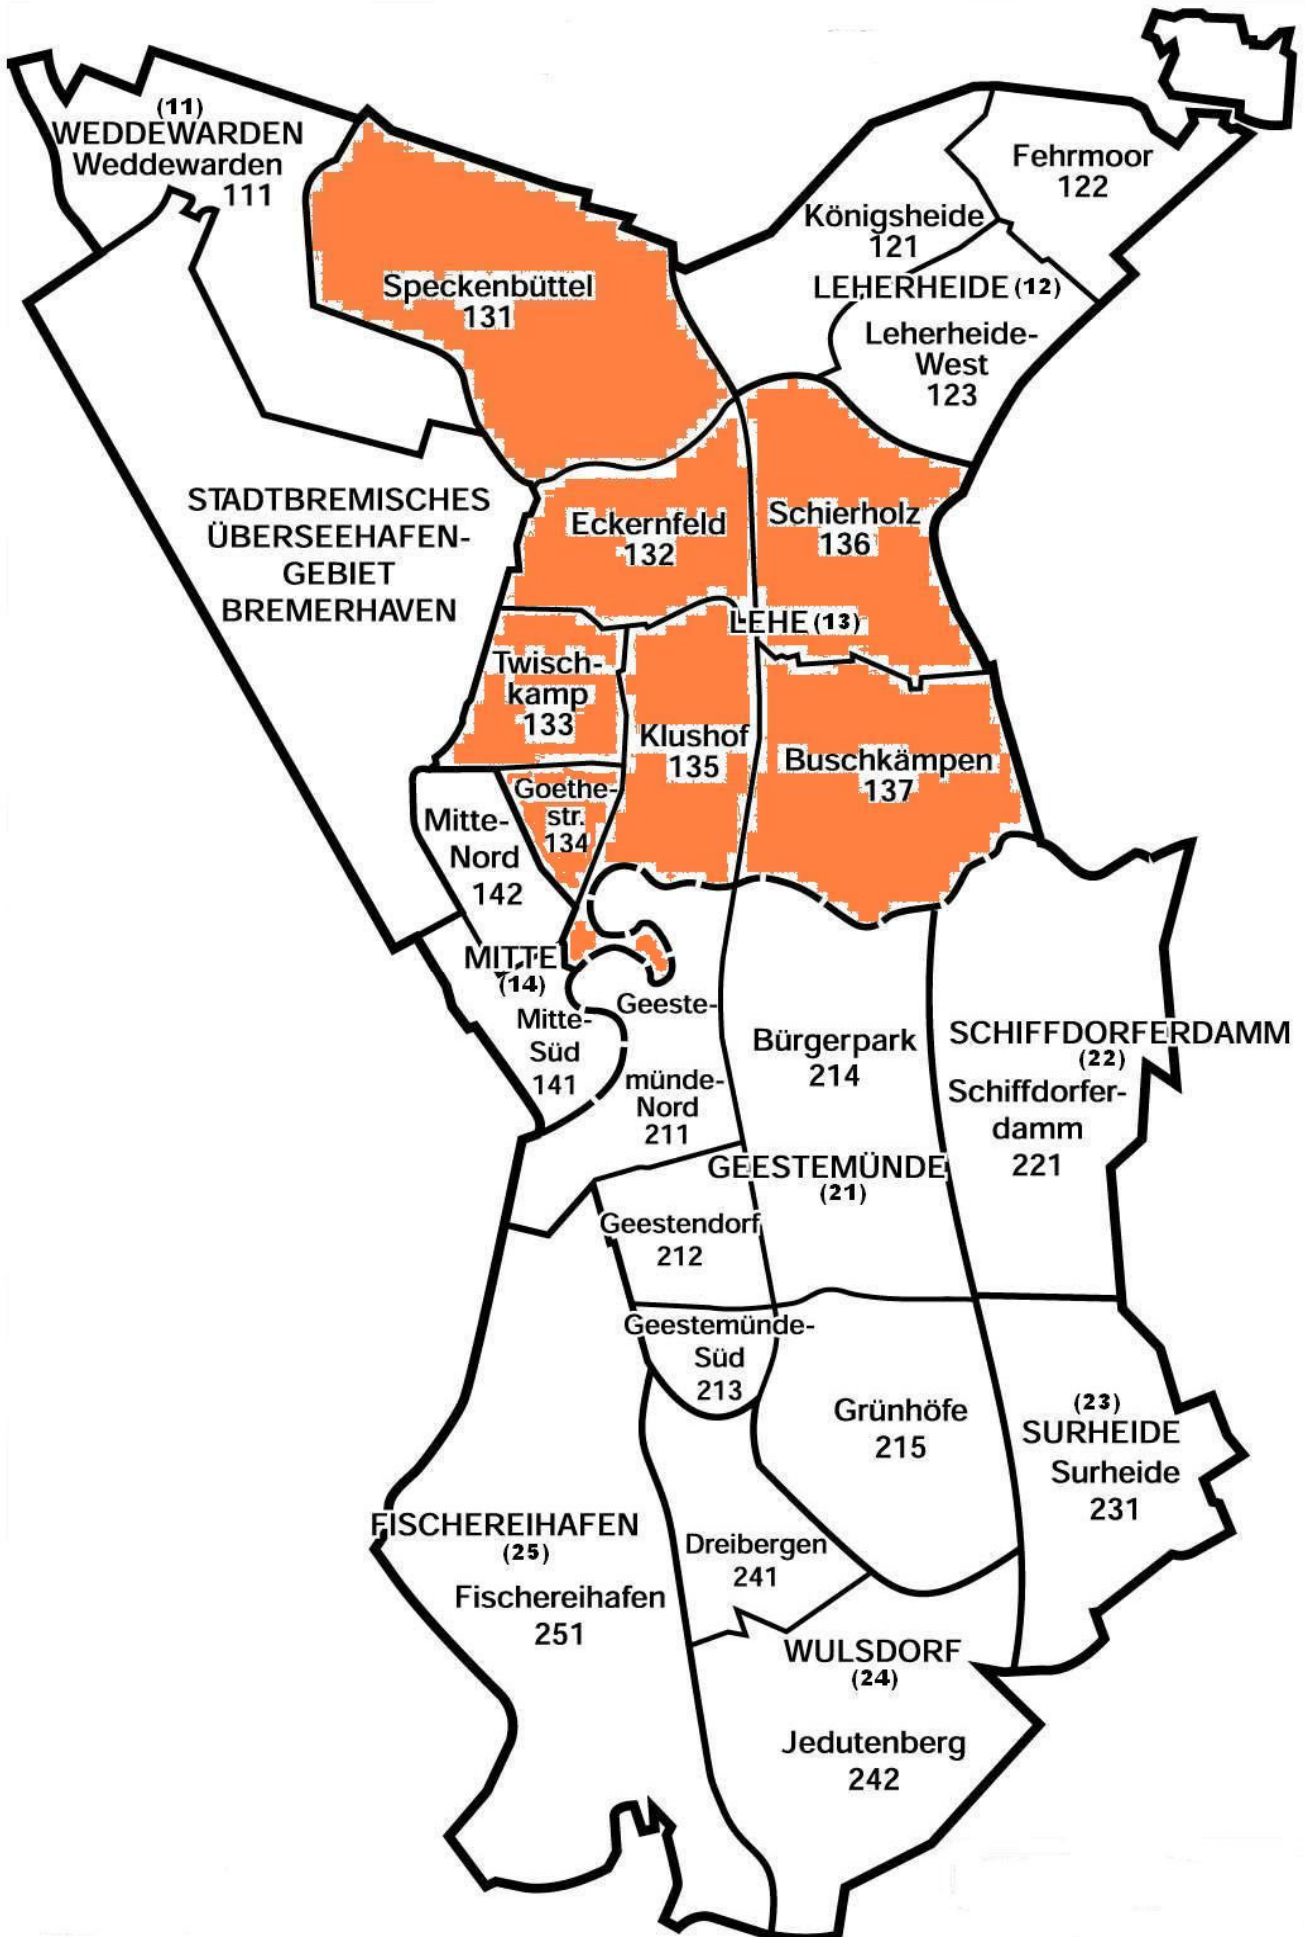 (11)
WEDDEWARDEN
Weddewarden
111
Fehrmoor
122
Königsheide
121
LEHERHEIDE (12)
Leherheide-
West
123
Speckenbüttel
131
STADTBREMISCHES
ÜBERSEEHAFEN-
GEBIET
BREMERHAVEN
Eckernfeld
132
Schierholz
136
LEHE (13)
Twisch-
kamp
133
Klushof
135
Buschkämpen
137
Goethe-
str.
134
Mitte-
Nord
142
MITTE
(14)
Mitte-
Süd
141
Geeste-
münde-
Nord
211
Bürgerpark
214
SCHIFFDORFERDAMM
(22)
Schiffdorfer-
damm
221
GEESTEMÜNDE
(21)
Geestendorf
212
Geestemünde-
Süd
213
Grünhöfe
215
(23)
SURHEIDE
Surheide
231
FISCHEREIHAFEN
(25)
Fischereihafen
251
Dreibergen
241
WULSDORF
(24)
Jedutenberg
242